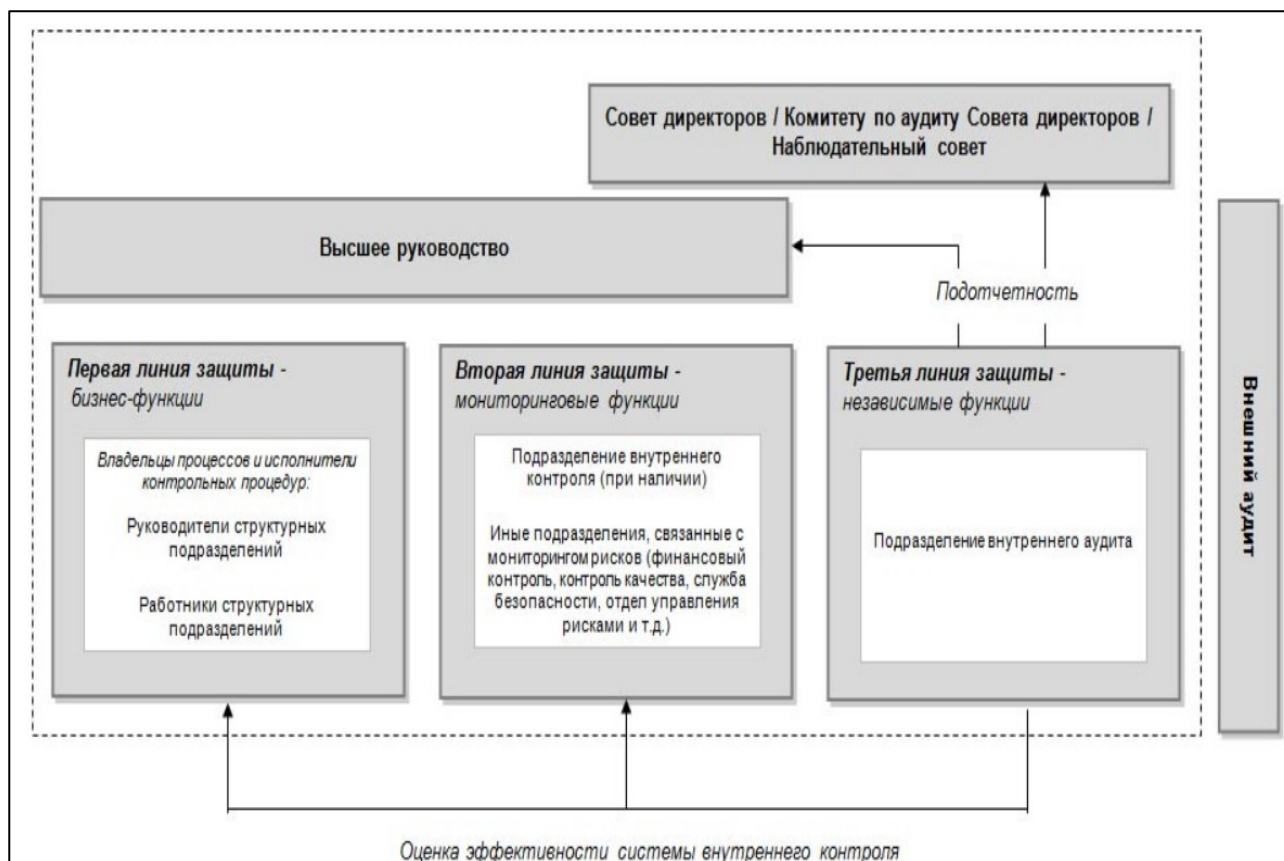 Совет директоров / Комитету по аудиту Совета директоров /
Наблюдательный совет
Высшее руководство
Подотчетность
Первая линия защиты -
бизнес-функции
Владельцы процессов и исполнители
контрольных процедур:
Руководители структурных
подразделений
Работники структурных
подразделений
Вторая линия защиты -
мониторинговые функции
Подразделение внутреннего
контроля (при наличии)
Иные подразделения, связанные с
мониторингом рисков (финансовый
контроль, контроль качества, служба
безопасности, отдел управления
рисками и т.д.)
Третья линия защиты -
независимые функции
Подразделение внутреннего аудита
Внешний аудит
Оценка эффективности системы внутреннего контроля